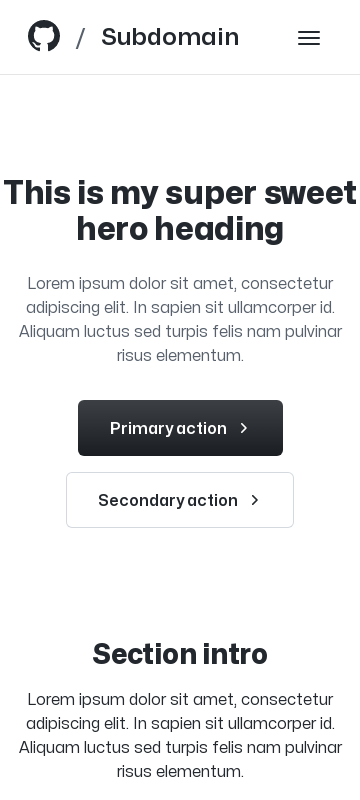 / Subdomain
This is my super sweet
hero heading
Lorem ipsum dolor sit amet, consectetur
adipiscing elit. In sapien sit ullamcorper id.
Aliquam luctus sed turpis felis nam pulvinar
risus elementum.
Primary action
Secondary action
Section intro
Lorem ipsum dolor sit amet, consectetur
adipiscing elit. In sapien sit ullamcorper id.
Aliquam luctus sed turpis felis nam pulvinar
risus elementum.